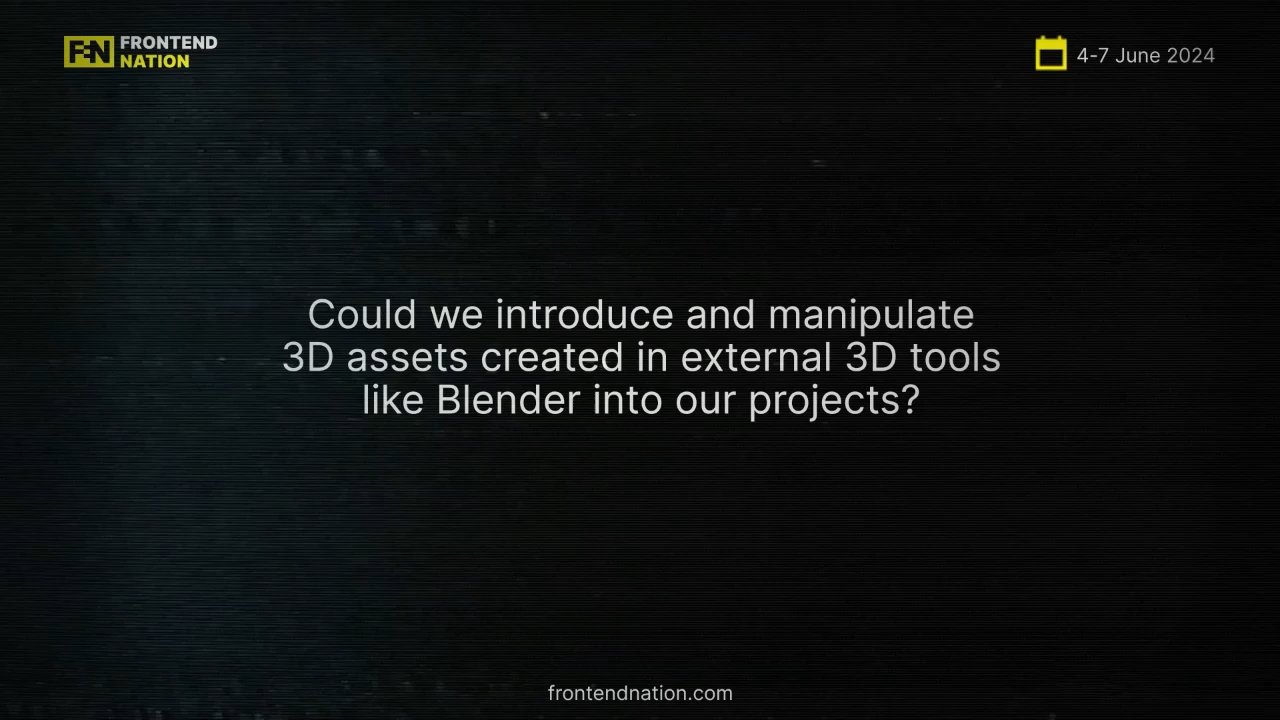 FEN FRONTEND
NATION
4-7 June 2024
Could we introduce and manipulate
3D assets created in external 3D tools
like Blender into our projects?
frontendnation.com